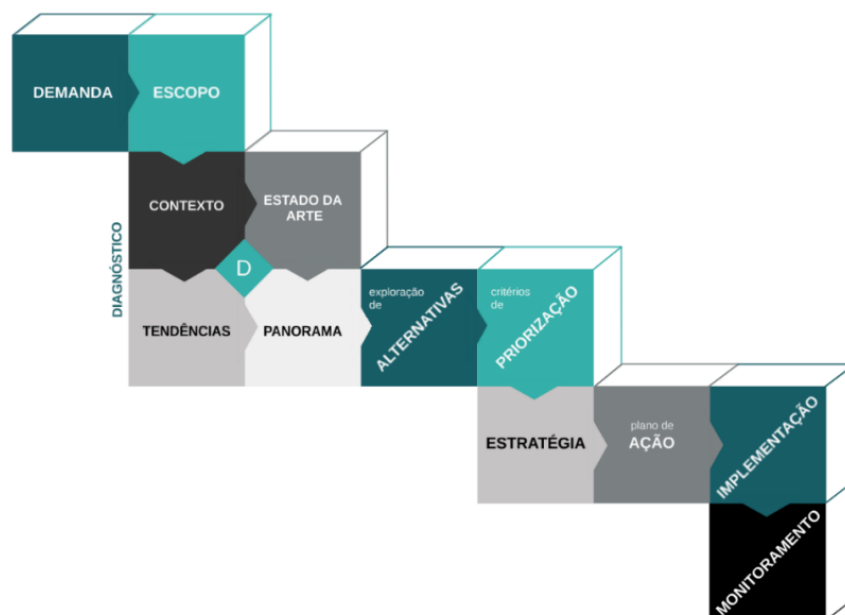 DEMANDA
ESCOPO
CONTEXTO
ESTADO DA
ARTE
DIAGNÓSTICO
D
TENDÊNCIAS
PANORAMA
exploração
de
ALTERNATIVAS
critérios
de
PRIORIZAÇÃO
ESTRATÉGIA
plano de
AÇÃO
IMPLEMENTAÇÃO
MONITORAMENTO